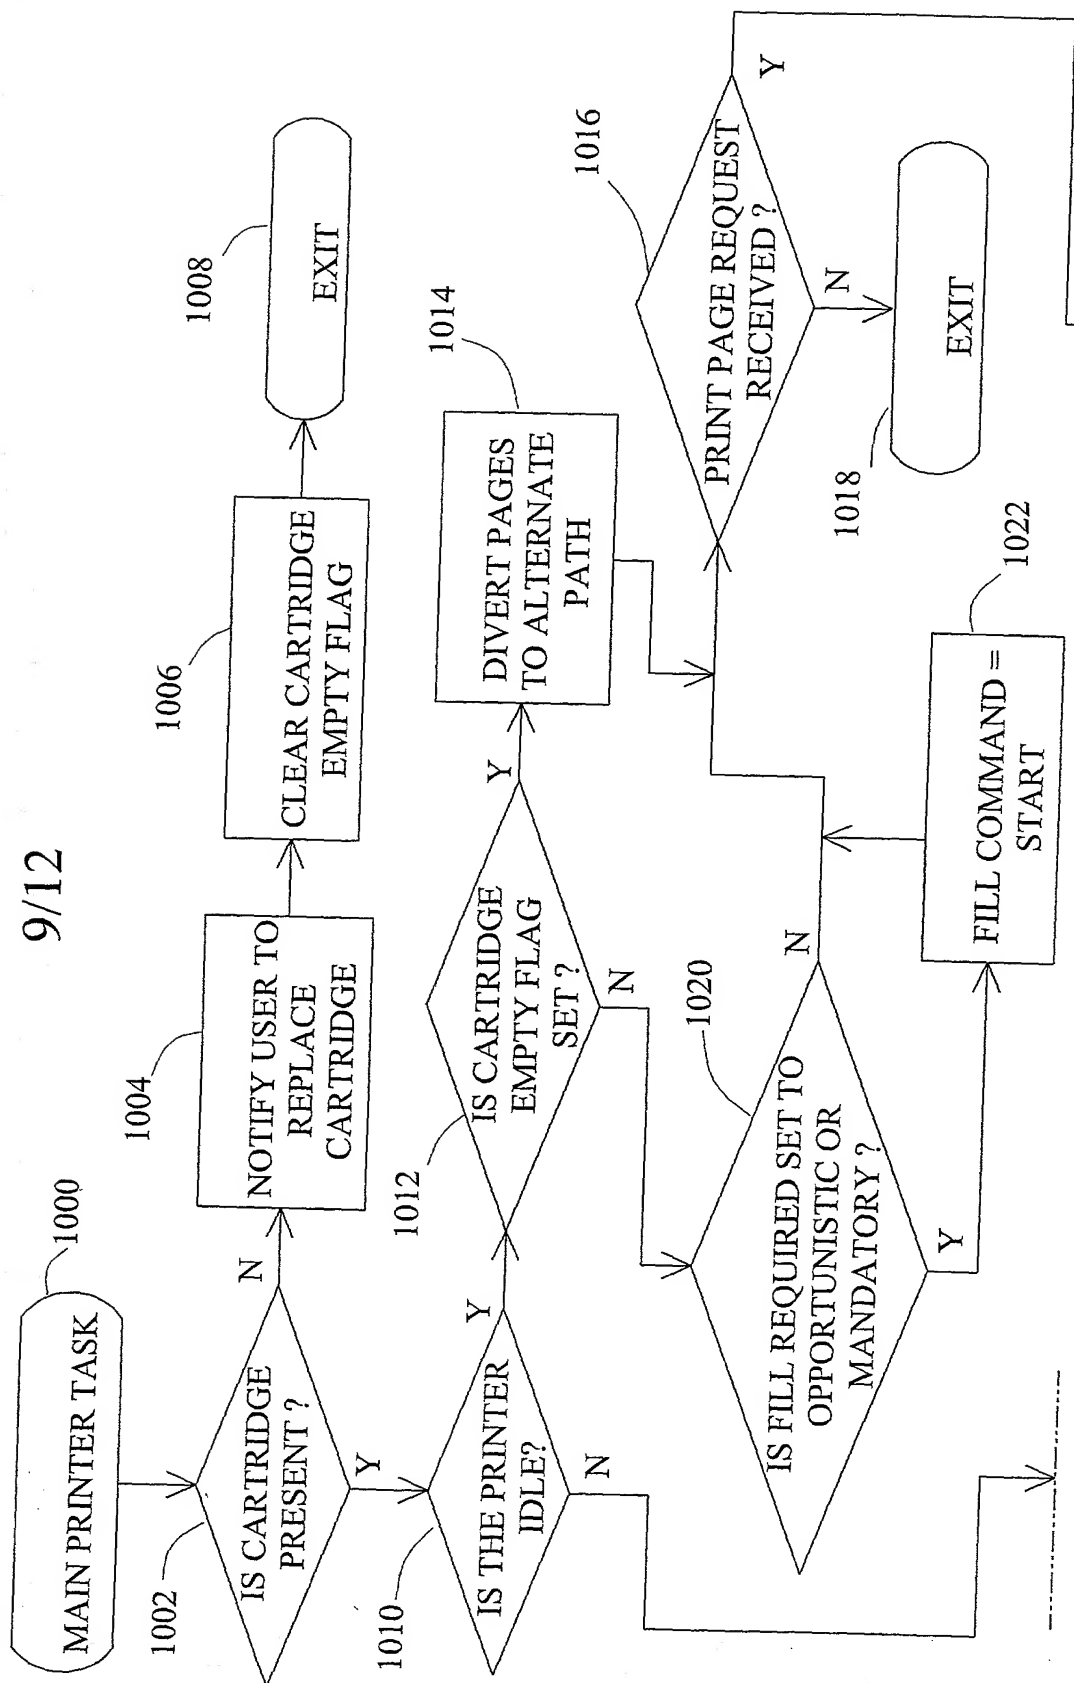 9/12
MAIN PRINTER TASK
1000
IS CARTRIDGE
PRESENT ?
1002
N
Y
NOTIFY USER TO
REPLACE
CARTRIDGE
1004
CLEAR CARTRIDGE
EMPTY FLAG
1006
EXIT
1008
IS THE PRINTER
IDLE?
1010
Y
N
IS CARTRIDGE
EMPTY FLAG
SET ?
1012
Y
N
DIVERT PAGES
TO ALTERNATE
PATH
1014
PRINT PAGE REQUEST
RECEIVED ?
1016
Y
N
EXIT
1018
IS FILL REQUIRED SET TO
OPPORTUNISTIC OR
MANDATORY ?
1020
N
Y
FILL COMMAND =
START
1022